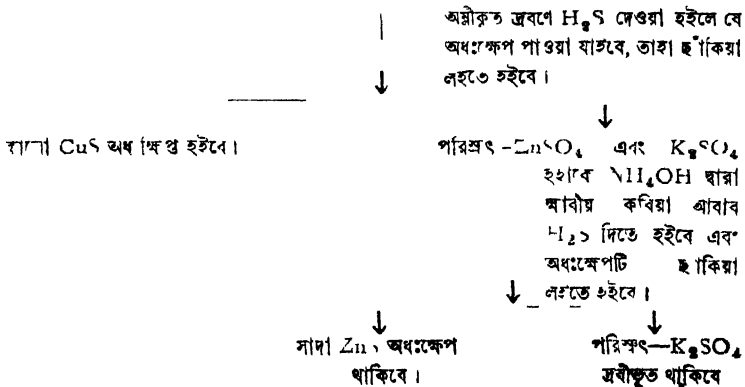 অম্লীকৃত দ্রবণে H₂S দেওয়া হইলে যে
অধঃক্ষেপ পাওয়া যাইবে, তাহা ছাঁকিয়া
লইতে হইবে।
কালো CuS অধঃক্ষিপ্ত হইবে।
পরিস্রুৎ-ZnSO₄ এবং K₂SO₄
ইহাকে NH₄OH দ্বারা
ক্ষারীয় করিয়া আবার
H₂S দিতে হইবে এবং
অধঃক্ষেপটি ছাঁকিয়া
লইতে হইবে।
সাদা ZnS অধঃক্ষেপ
থাকিবে।
পরিস্রুৎ—K₂SO₄
দ্রবীভূত থাকিবে